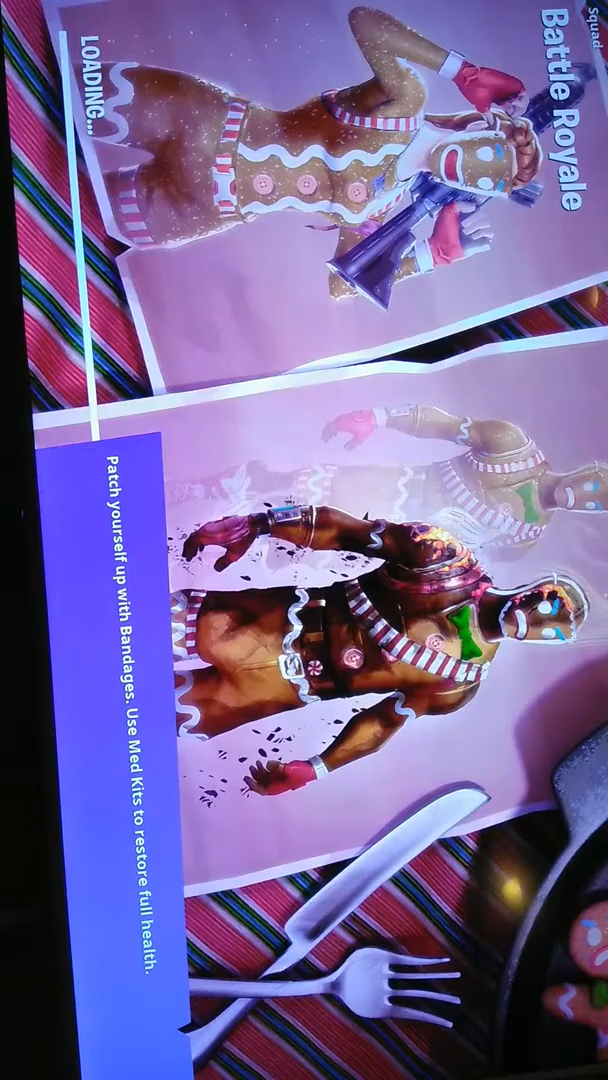 Squad
Battle Royale
LOADING...
Patch yourself up with Bandages. Use Med Kits to restore full health.